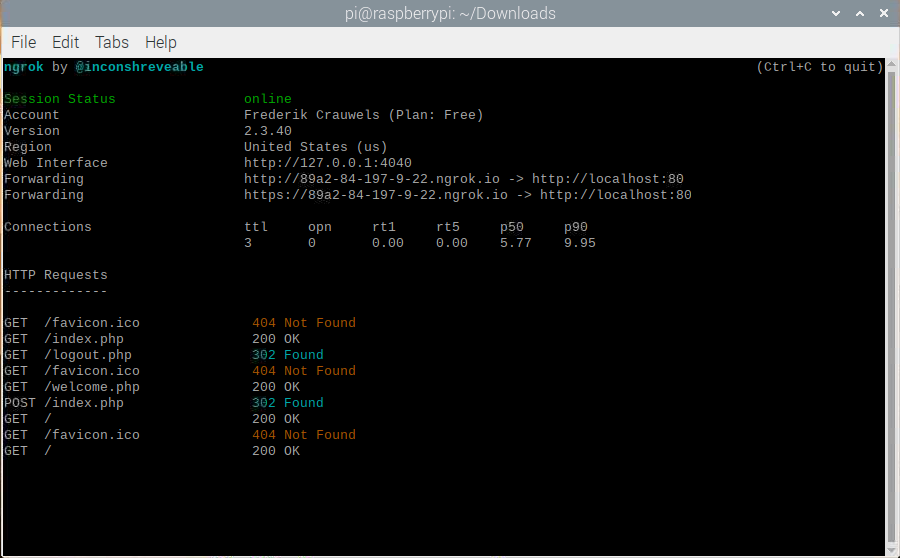 pi@raspberrypi: ~/Downloads
File Edit Tabs Help
ngrok by @inconshreveable (Ctrl+C to quit)
Session Status online
Account Frederik Crauwels (Plan: Free)
Version 2.3.40
Region United States (us)
Web Interface http://127.0.0.1:4040
Forwarding http://89a2-84-197-9-22.ngrok.io -> http://localhost:80
Forwarding https://89a2-84-197-9-22.ngrok.io -> http://localhost:80
Connections ttl opn rt1 rt5 p50 p90
3 0 0.00 0.00 5.77 9.95
HTTP Requests
-------------
GET /favicon.ico 404 Not Found
GET /index.php 200 OK
GET /logout.php 302 Found
GET /favicon.ico 404 Not Found
GET /welcome.php 200 OK
POST /index.php 302 Found
GET / 200 OK
GET /favicon.ico 404 Not Found
GET / 200 OK